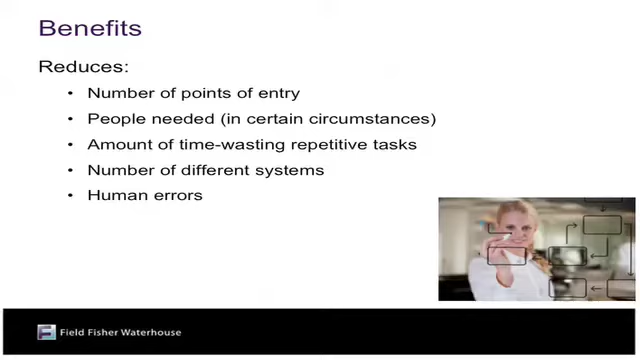 Benefits
Reduces:
• Number of points of entry
• People needed (in certain circumstances)
• Amount of time-wasting repetitive tasks
• Number of different systems
• Human errors
Field Fisher Waterhouse